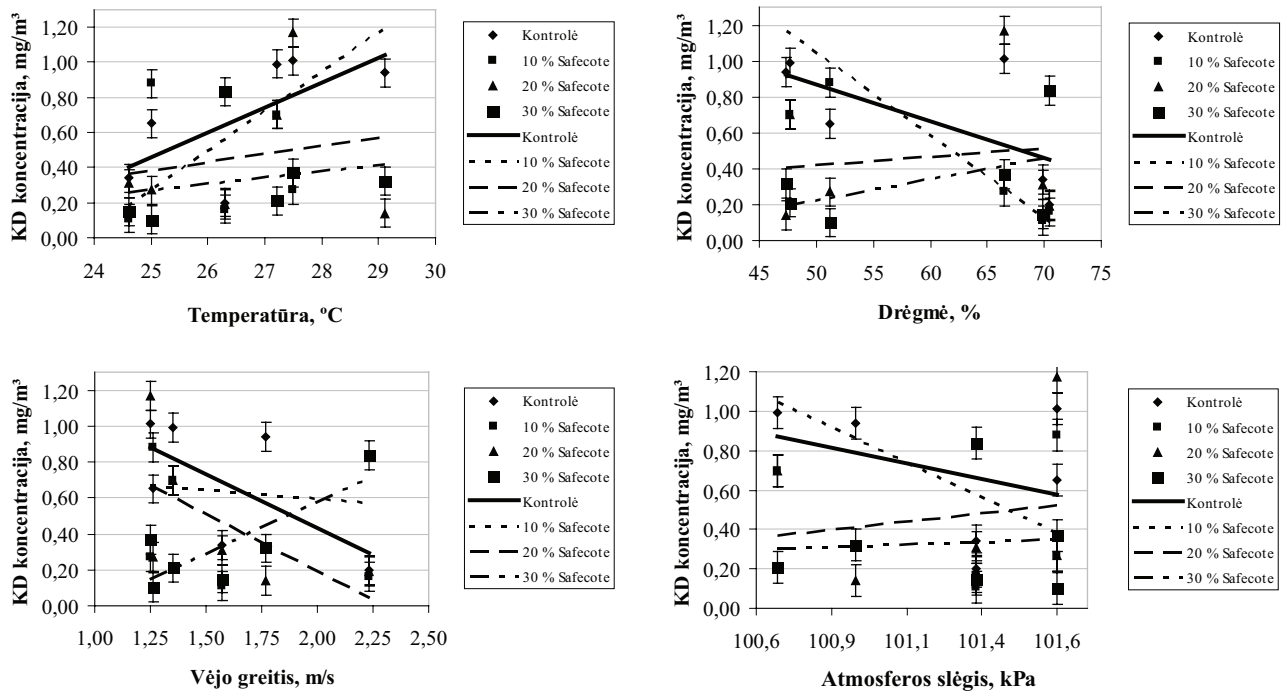 KD koncentracija, mg/m³
1,20
1,00
0,80
0,60
0,40
0,20
0,00
24 25 26 27 28 29 30
Temperatūra, ºC
Kontrolė
10 % Safecote
20 % Safecote
30 % Safecote
Kontrolė
10 % Safecote
20 % Safecote
30 % Safecote
KD koncentracija, mg/m³
1,20
1,00
0,80
0,60
0,40
0,20
0,00
45 50 55 60 65 70 75
Drėgmė, %
Kontrolė
10 % Safecote
20 % Safecote
30 % Safecote
Kontrolė
10 % Safecote
20 % Safecote
30 % Safecote
KD koncentracija, mg/m³
1,20
1,00
0,80
0,60
0,40
0,20
0,00
1,00 1,25 1,50 1,75 2,00 2,25 2,50
Vėjo greitis, m/s
Kontrolė
10 % Safecote
20 % Safecote
30 % Safecote
Kontrolė
10 % Safecote
20 % Safecote
30 % Safecote
KD koncentracija, mg/m³
1,20
1,00
0,80
0,60
0,40
0,20
0,00
100,6 100,9 101,1 101,4 101,6
Atmosferos slėgis, kPa
Kontrolė
10 % Safecote
20 % Safecote
30 % Safecote
Kontrolė
10 % Safecote
20 % Safecote
30 % Safecote